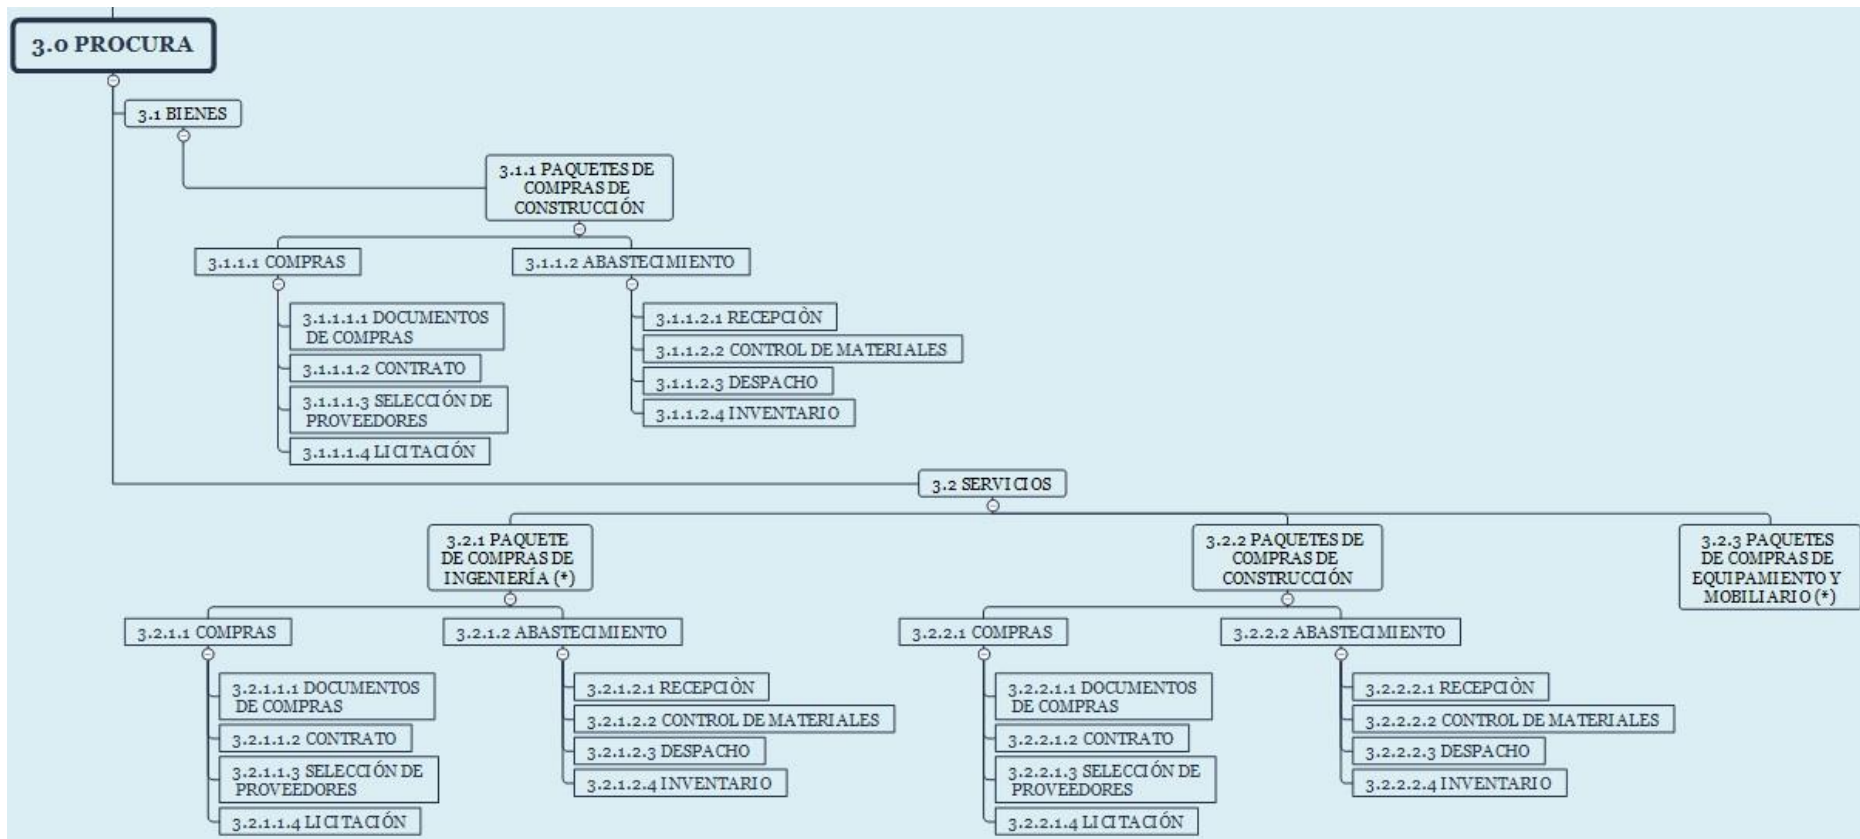 3.0 PROCURA
3.1 BIENES
3.1.1 PAQUETES DE
COMPRAS DE
CONSTRUCCIÓN
3.1.1.1 COMPRAS
3.1.1.2 ABASTECIMIENTO
3.1.1.1.1 DOCUMENTOS
DE COMPRAS
3.1.1.1.2 CONTRATO
3.1.1.1.3 SELECCIÓN DE
PROVEEDORES
3.1.1.1.4 LICITACIÓN
3.1.1.2.1 RECEPCIÒN
3.1.1.2.2 CONTROL DE MATERIALES
3.1.1.2.3 DESPACHO
3.1.1.2.4 INVENTARIO
3.2 SERVICIOS
3.2.1 PAQUETE
DE COMPRAS DE
INGENIERÍA (*)
3.2.1.1 COMPRAS
3.2.1.2 ABASTECIMIENTO
3.2.1.1.1 DOCUMENTOS
DE COMPRAS
3.2.1.1.2 CONTRATO
3.2.1.1.3 SELECCIÓN DE
PROVEEDORES
3.2.1.1.4 LICITACIÓN
3.2.1.2.1 RECEPCIÒN
3.2.1.2.2 CONTROL DE MATERIALES
3.2.1.2.3 DESPACHO
3.2.1.2.4 INVENTARIO
3.2.2 PAQUETES DE
COMPRAS DE
CONSTRUCCIÓN
3.2.2.1 COMPRAS
3.2.2.2 ABASTECIMIENTO
3.2.2.1.1 DOCUMENTOS
DE COMPRAS
3.2.2.1.2 CONTRATO
3.2.2.1.3 SELECCIÓN DE
PROVEEDORES
3.2.2.1.4 LICITACIÓN
3.2.2.2.1 RECEPCIÒN
3.2.2.2.2 CONTROL DE MATERIALES
3.2.2.2.3 DESPACHO
3.2.2.2.4 INVENTARIO
3.2.3 PAQUETES
DE COMPRAS DE
EQUIPAMIENTO Y
MOBILIARIO (*)